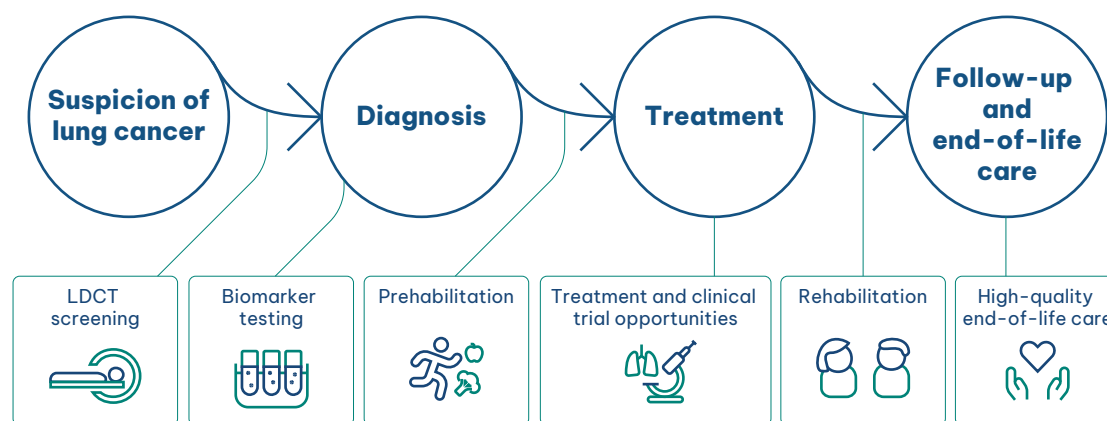 Suspicion of
lung cancer
Diagnosis
Treatment
Follow-up
and
end-of-life
care
LDCT
screening
Biomarker
testing
Prehabilitation
Treatment and clinical
trial opportunities
Rehabilitation
High-quality
end-of-life care